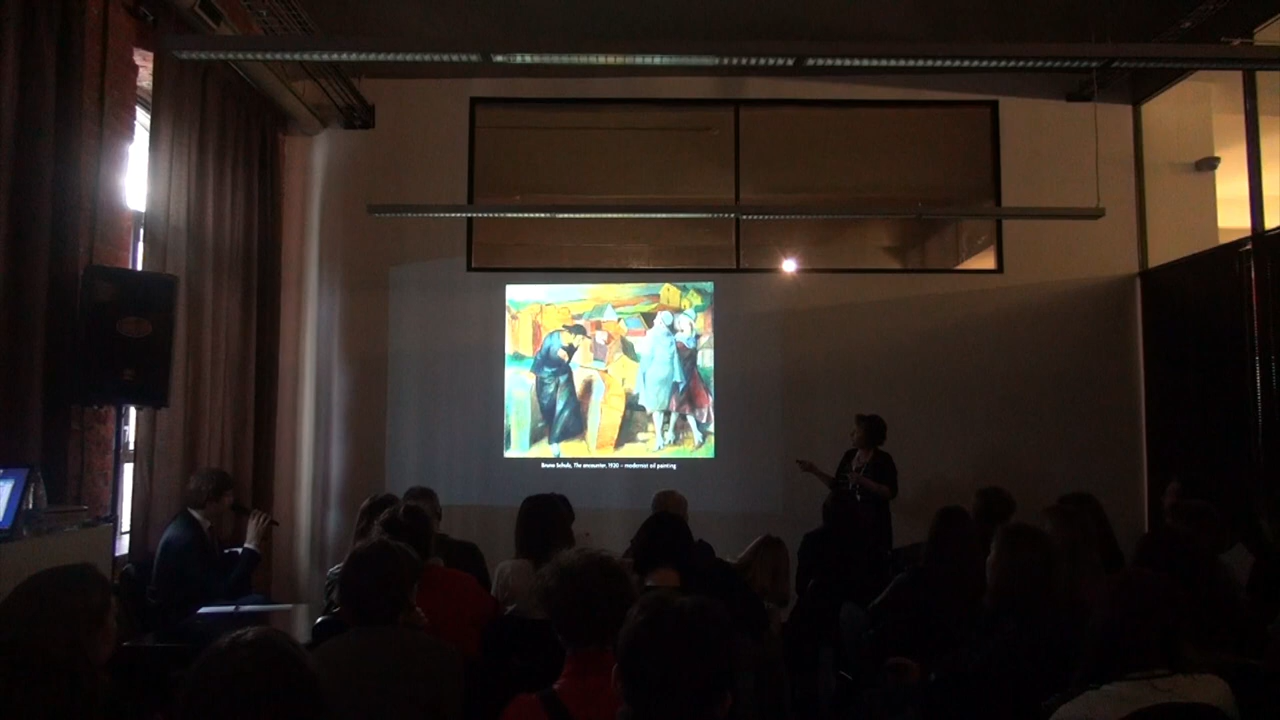 Bruno Schulz, The encounter, 1920 – modernist oil painting